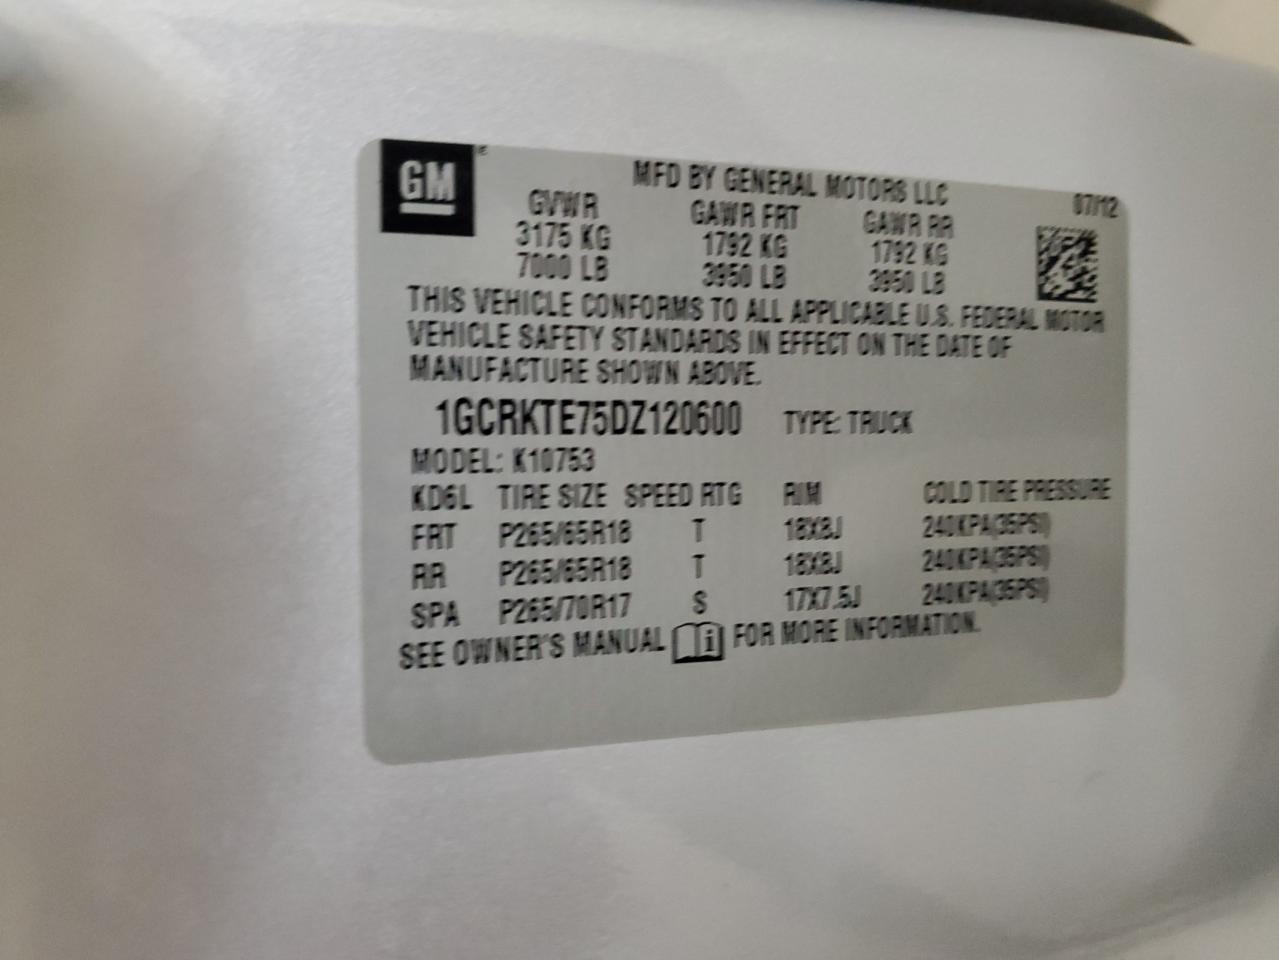 GM
MFD BY GENERAL MOTORS LLC
07/12
GVWR GAWR FRT GAWR RR
3175 KG 1792 KG 1792 KG
7000 LB 3950 LB 3950 LB
THIS VEHICLE CONFORMS TO ALL APPLICABLE U.S. FEDERAL MOTOR
VEHICLE SAFETY STANDARDS IN EFFECT ON THE DATE OF
MANUFACTURE SHOWN ABOVE.
1GCRKTE75DZ120600 TYPE: TRUCK
MODEL: K10753
KD6L TIRE SIZE SPEED RTG RIM COLD TIRE PRESSURE
FRT P265/65R18 T 18X8J 240KPA(35PSI)
RR P265/65R18 T 18X8J 240KPA(35PSI)
SPA P265/70R17 S 17X7.5J 240KPA(35PSI)
SEE OWNER'S MANUAL i FOR MORE INFORMATION.